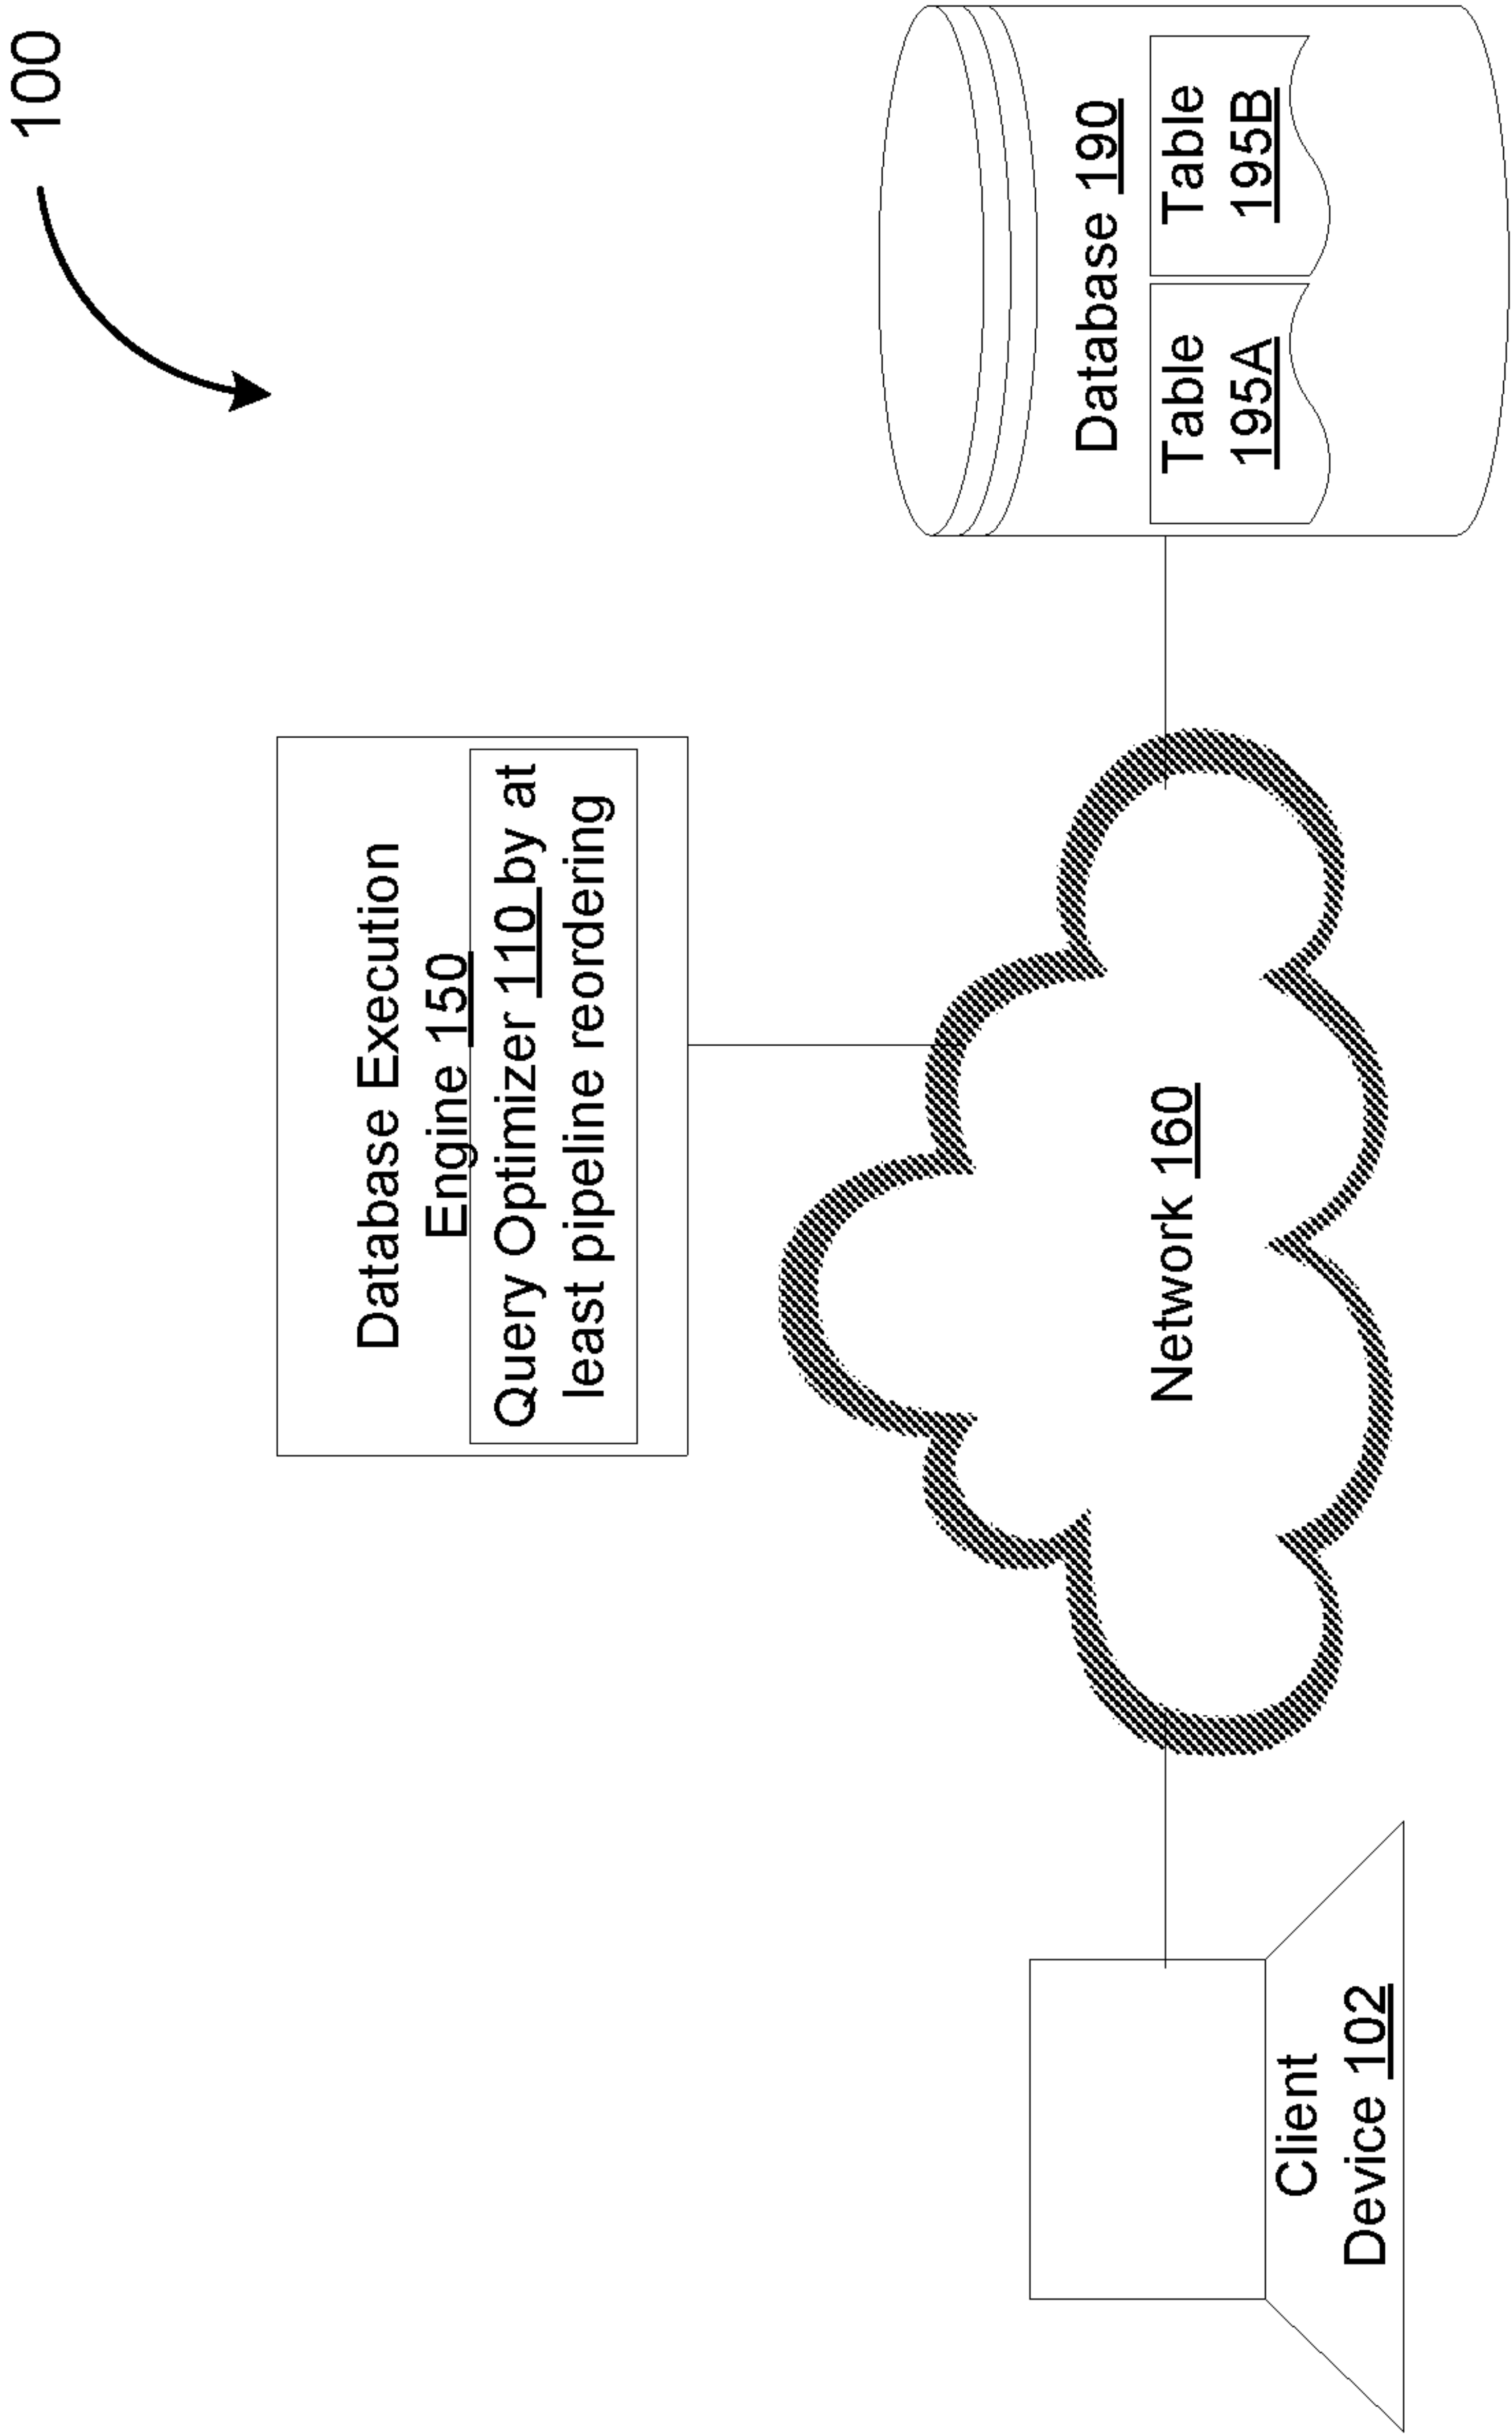 100
Database Execution
Engine 150
Query Optimizer 110 by at
least pipeline reordering
Database 190
Table
195A
Table
195B
Network 160
Client
Device 102